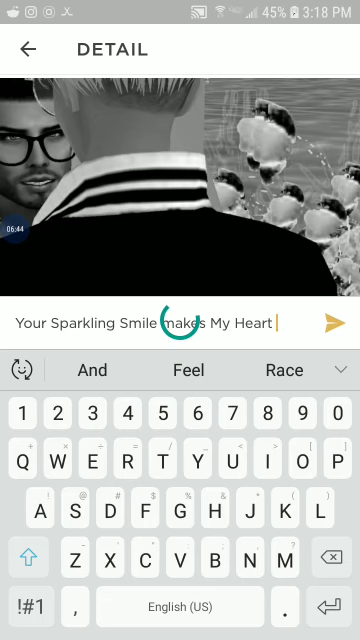 45% 3:18 PM
DETAIL
06:44
Your Sparkling Smile makes My Heart
And Feel Race
1 2 3 4 5 6 7 8 9 0
Q W E R T Y U I O P
A S D F G H J K L
Z X C V B N M
!#1 , English (US) .